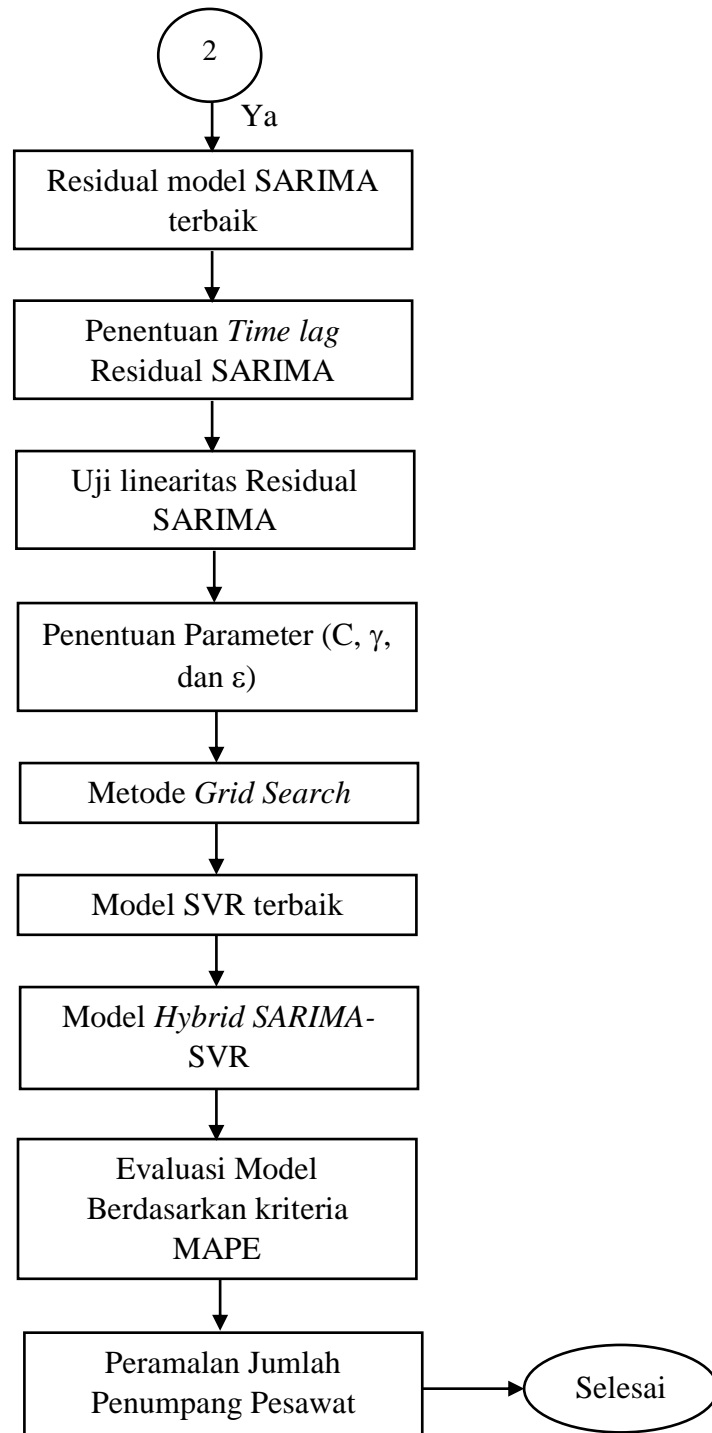 2
Ya
Residual model SARIMA
terbaik
Penentuan Time lag
Residual SARIMA
Uji linearitas Residual
SARIMA
Penentuan Parameter (C, γ,
dan ε)
Metode Grid Search
Model SVR terbaik
Model Hybrid SARIMA-
SVR
Evaluasi Model
Berdasarkan kriteria
MAPE
Peramalan Jumlah
Penumpang Pesawat
Selesai